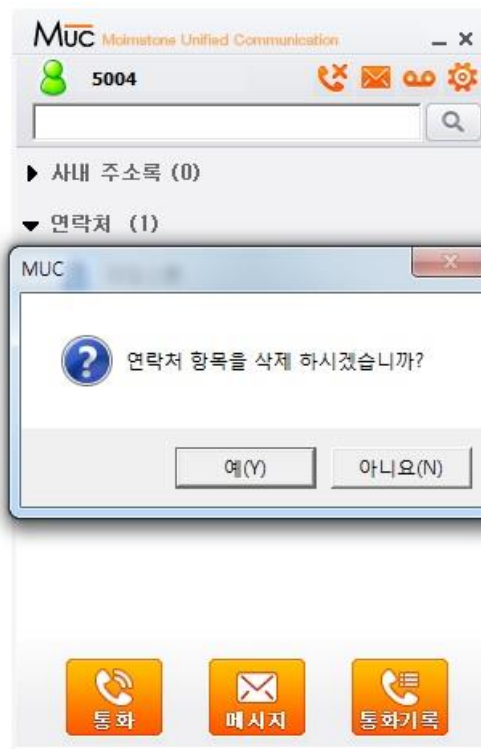 MUC Moimstone Unified Communication
5004
사내 주소록 (0)
연락처 (1)
MUC
연락처 항목을 삭제 하시겠습니까?
예(Y) 아니요(N)
통화 메시지 통화기록